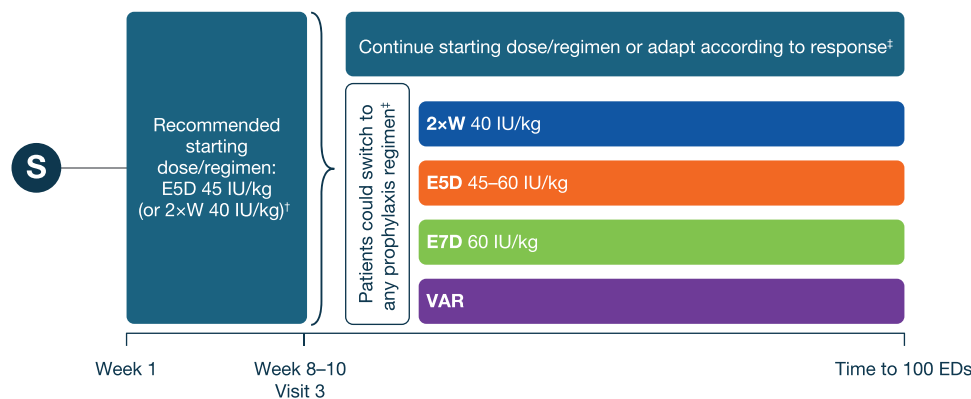 Continue starting dose/regimen or adapt according to response‡
S
Recommended
starting
dose/regimen:
E5D 45 IU/kg
(or 2×W 40 IU/kg)†
Patients could switch to
any prophylaxis regimen‡
2×W 40 IU/kg
E5D 45–60 IU/kg
E7D 60 IU/kg
VAR
Week 1
Week 8–10
Visit 3
Time to 100 EDs